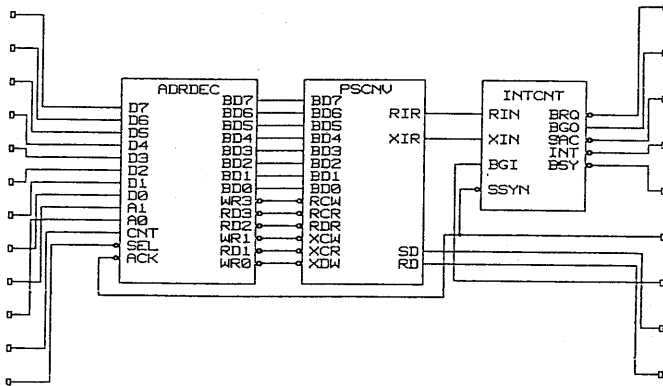 ADRDEC
D7
D6
D5
D4
D3
D2
D1
D0
A1
A0
CNT
SEL
ACK
BD7
BD6
BD5
BD4
BD3
BD2
BD1
BD0
WR3
RD3
RD2
WR1
RD1
WR0
PSCNV
BD7
BD6
BD5
BD4
BD3
BD2
BD1
BD0
RCW
RCR
RDR
XCW
XCR
XDW
RIR
XIR
SD
RD
INTCNT
RIN
XIN
BGI
SSYN
BRQ
BGO
SAC
INT
BSY